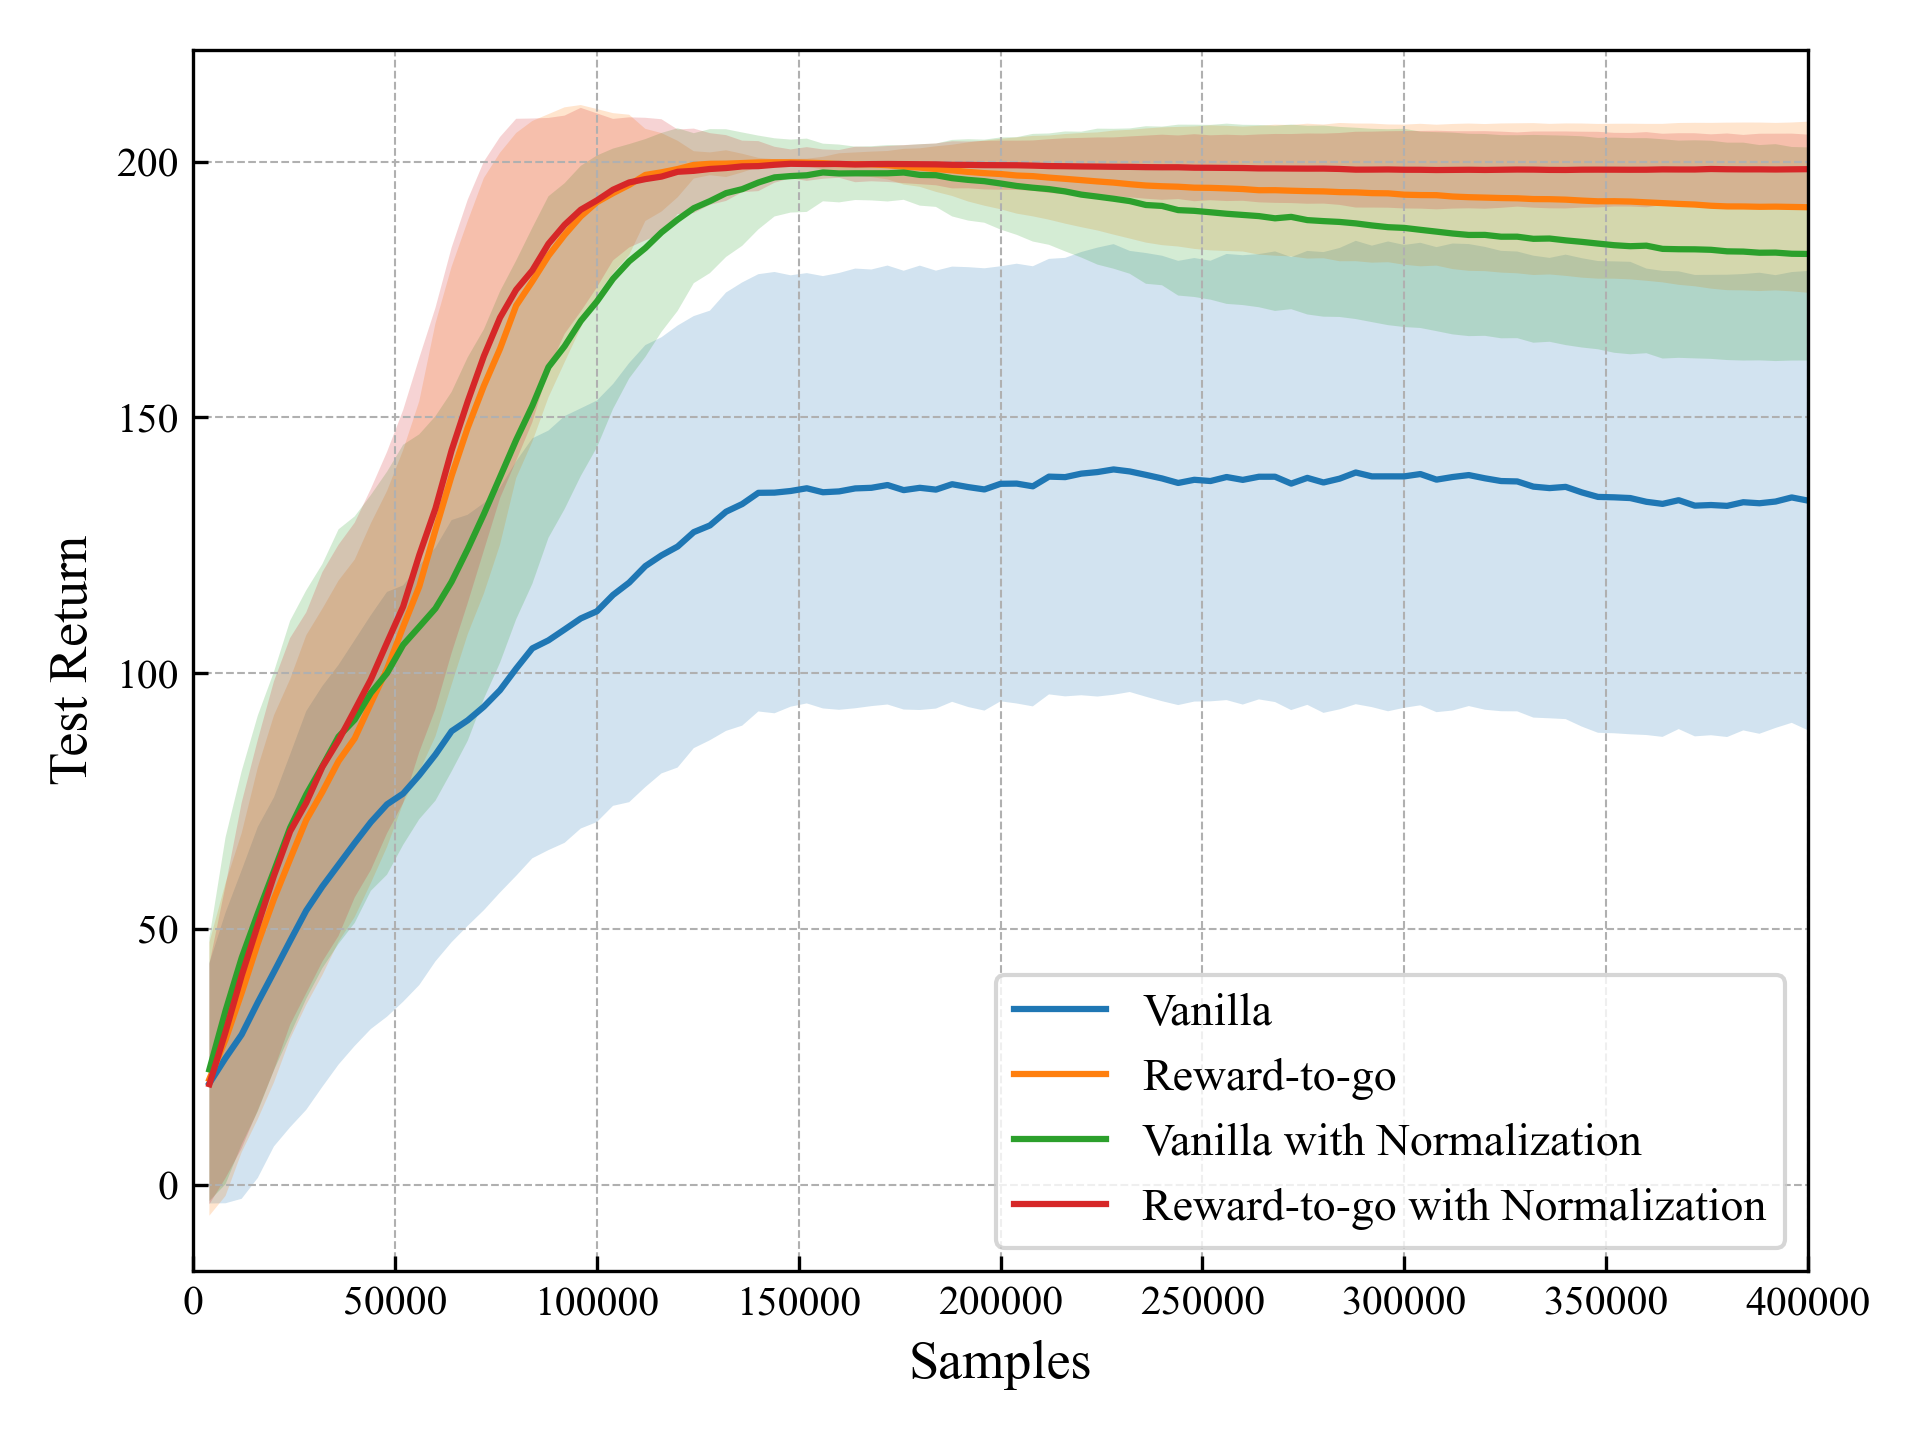 200
150
100
50
0
Test Return
0 50000 100000 150000 200000 250000 300000 350000 400000
Samples
Vanilla
Reward-to-go
Vanilla with Normalization
Reward-to-go with Normalization